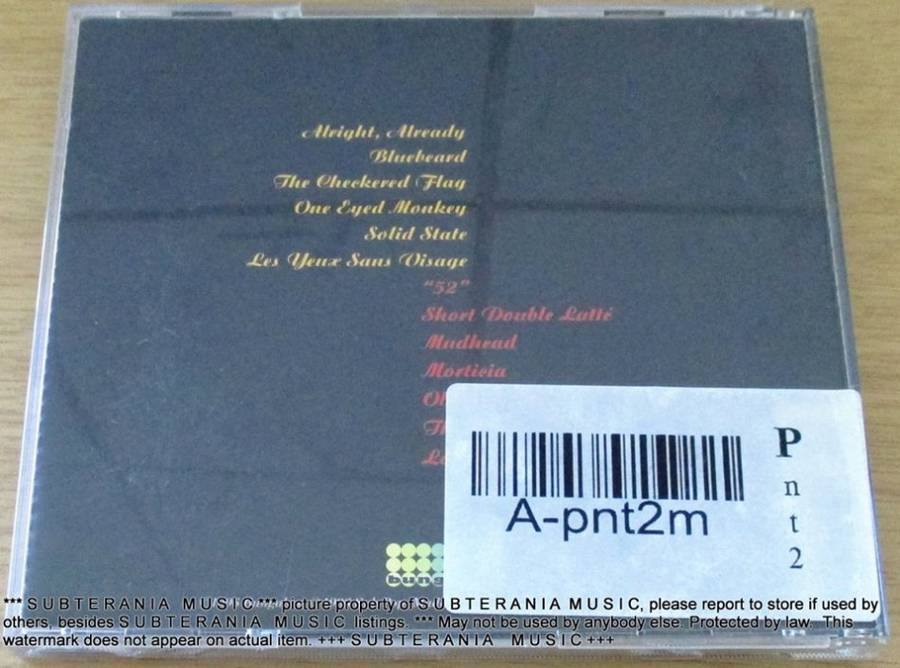 Alright, Already
Bluebeard
The Checkered Flag
One Eyed Monkey
Solid State
Les Yeux Sans Visage
"52"
Short Double Latté
Mudhead
Morticia
A-pnt2m
P
n
t
2
*** S U B T E R A N I A M U S I C *** picture property of S U B T E R A N I A M U S I C, please report to store if used by
others, besides S U B T E R A N I A M U S I C listings. *** May not be used by anybody else. Protected by law. This
watermark does not appear on actual item. +++ S U B T E R A N I A M U S I C +++